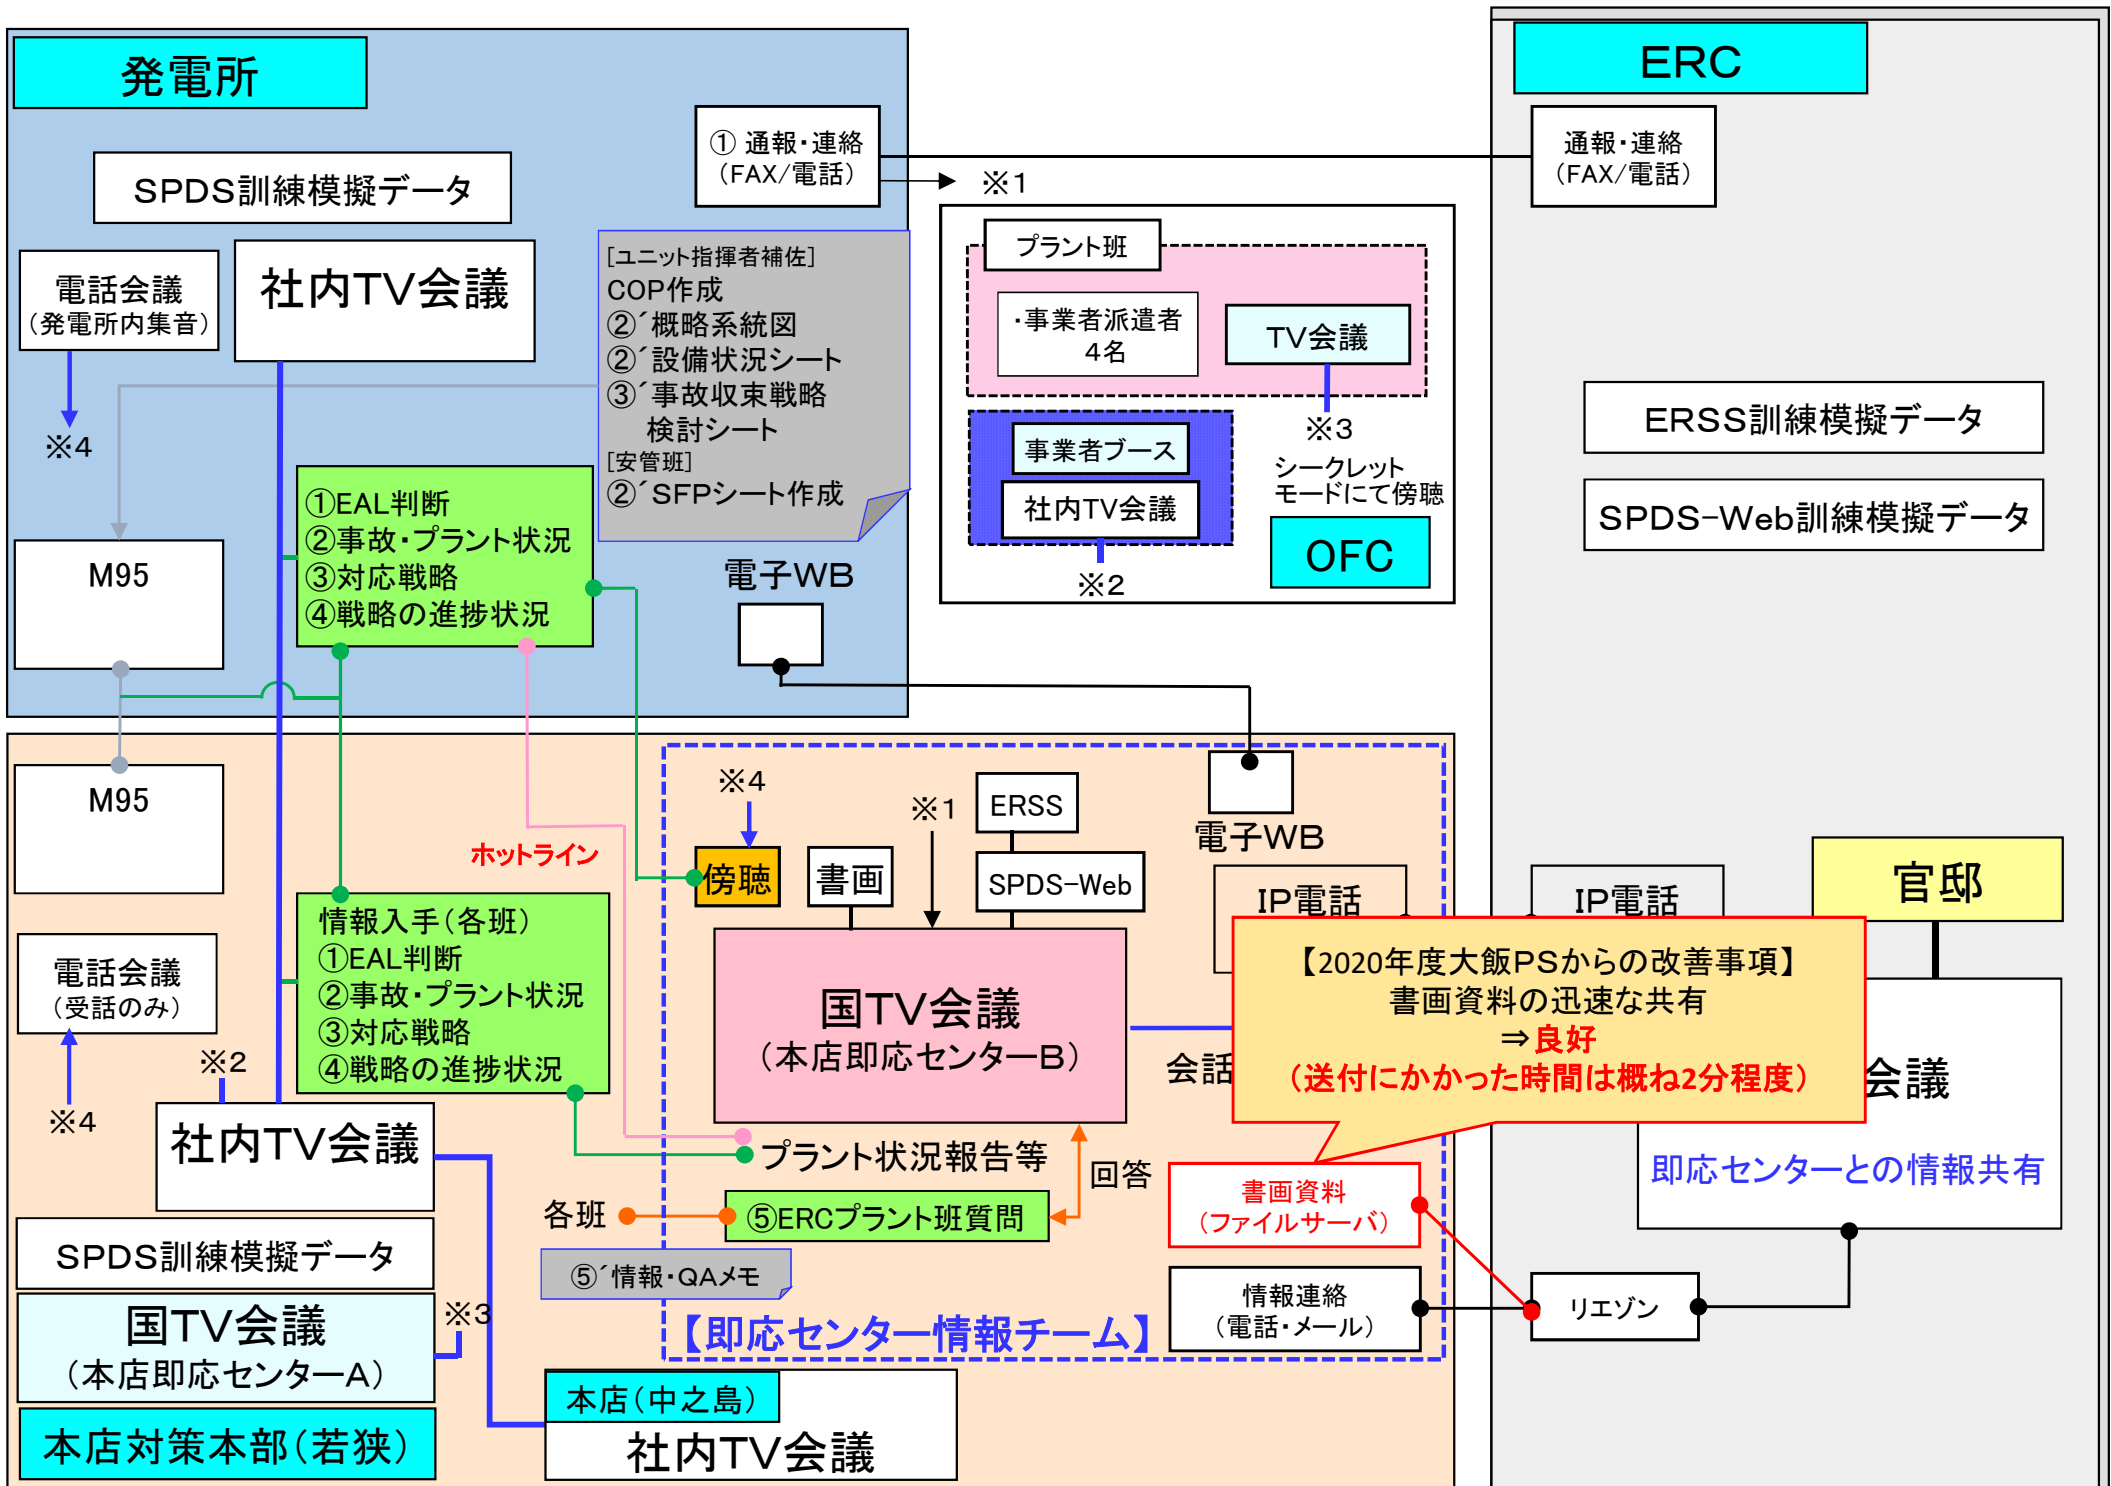 発電所
SPDS訓練模擬データ
電話会議
（発電所内集音）
※4
社内TV会議
① 通報・連絡
（FAX/電話）
※1
[ユニット指揮者補佐]
COP作成
②´概略系統図
②´設備状況シート
③´事故収束戦略
検討シート
[安管班]
②´SFPシート作成
①EAL判断
②事故・プラント状況
③対応戦略
④戦略の進捗状況
M95
電子WB
プラント班
・事業者派遣者
4名
TV会議
※3
シークレット
モードにて傍聴
事業者ブース
社内TV会議
※2
OFC
ERC
通報・連絡
（FAX/電話）
ERSS訓練模擬データ
SPDS-Web訓練模擬データ
M95
ホットライン
※4
傍聴
書画
※1
ERSS
SPDS-Web
電子WB
IP電話
IP電話
官邸
情報入手（各班）
①EAL判断
②事故・プラント状況
③対応戦略
④戦略の進捗状況
電話会議
（受話のみ）
※4
※2
国TV会議
（本店即応センターB）
会話
【2020年度大飯PSからの改善事項】
書画資料の迅速な共有
⇒良好
（送付にかかった時間は概ね2分程度）
会議
即応センターとの情報共有
社内TV会議
プラント状況報告等
回答
各班
⑤ERCプラント班質問
⑤´情報・QAメモ
書画資料
（ファイルサーバ）
情報連絡
（電話・メール）
リエゾン
【即応センター情報チーム】
SPDS訓練模擬データ
国TV会議
（本店即応センターA）
※3
本店対策本部（若狭）
本店（中之島）
社内TV会議